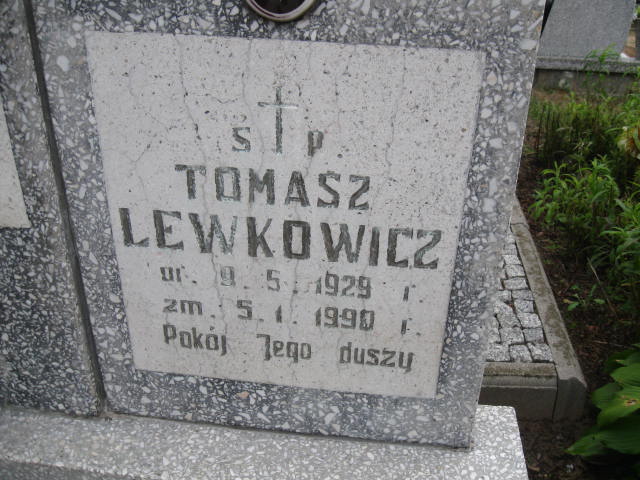 Ś P.
TOMASZ
LEWKOWICZ
ur. 9.5.1929 r.
zm. 5.1.1990 r.
Pokój Jego duszy